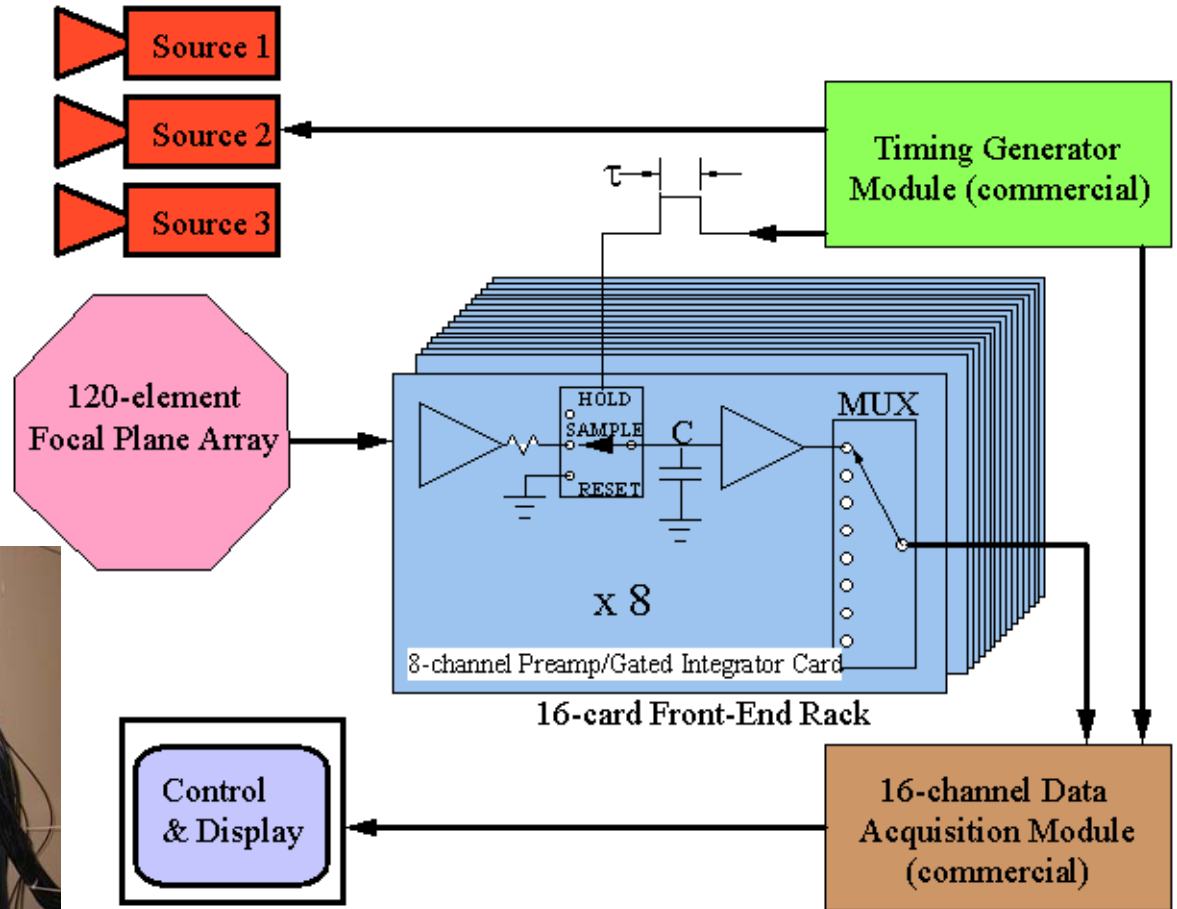 Source 1
Source 2
Source 3
Timing Generator
Module (commercial)
τ
120-element
Focal Plane Array
HOLD
SAMPLE
RESET
C
MUX
x 8
8-channel Preamp/Gated Integrator Card
16-card Front-End Rack
Control
& Display
16-channel Data
Acquisition Module
(commercial)